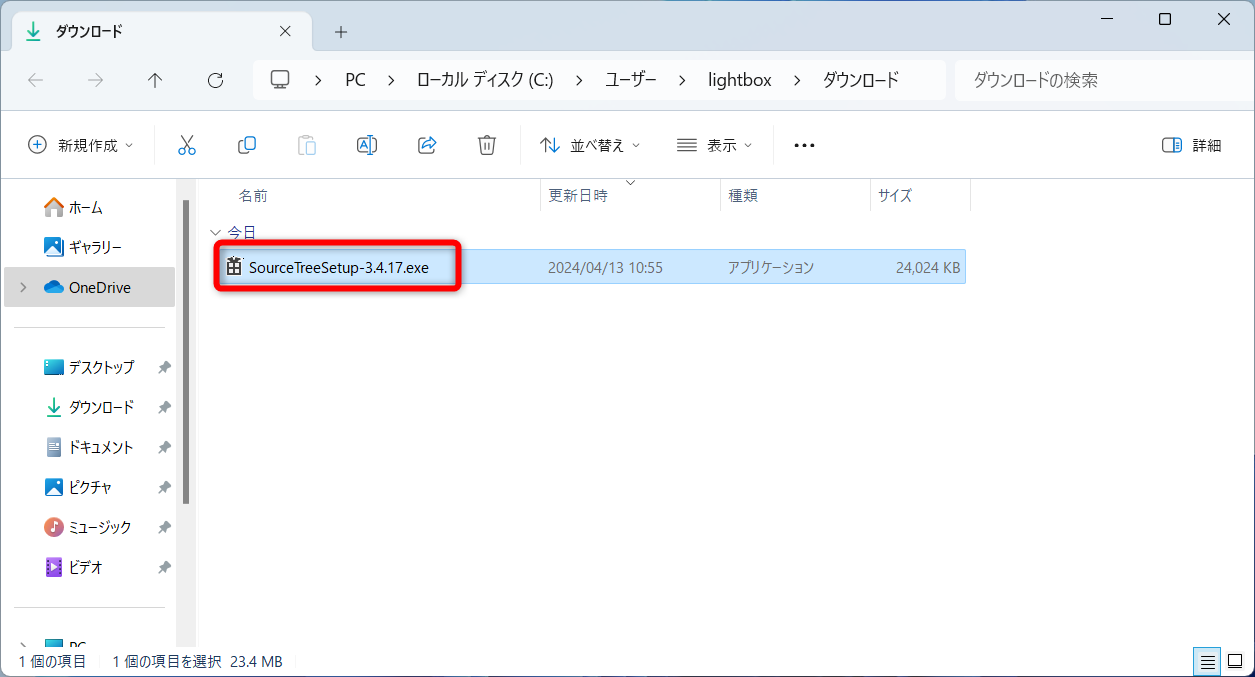 ダウンロード
PC ローカル ディスク (C:) ユーザー lightbox ダウンロード ダウンロードの検索
新規作成 並べ替え 表示 詳細
名前 更新日時 種類 サイズ
今日
SourceTreeSetup-3.4.17.exe 2024/04/13 10:55 アプリケーション 24,024 KB
ホーム
ギャラリー
OneDrive
デスクトップ
ダウンロード
ドキュメント
ピクチャ
ミュージック
ビデオ
PC
1 個の項目 1 個の項目を選択 23.4 MB